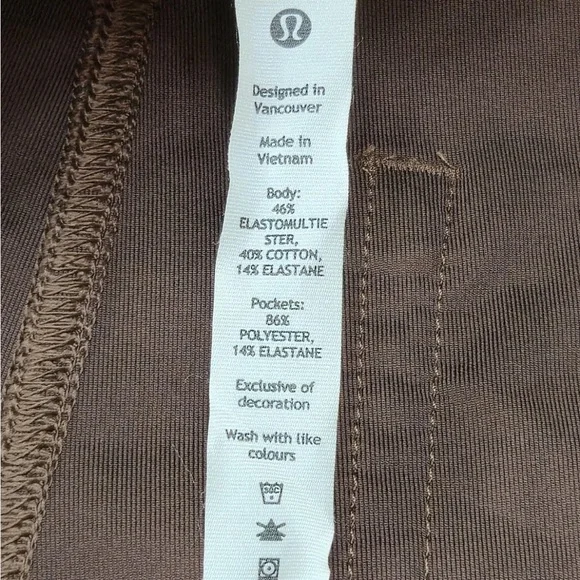 Designed in
Vancouver
Made in
Vietnam
Body:
46%
ELASTOMULTIE
STER,
40% COTTON,
14% ELASTANE
Pockets:
86%
POLYESTER,
14% ELASTANE
Exclusive of
decoration
Wash with like
colours